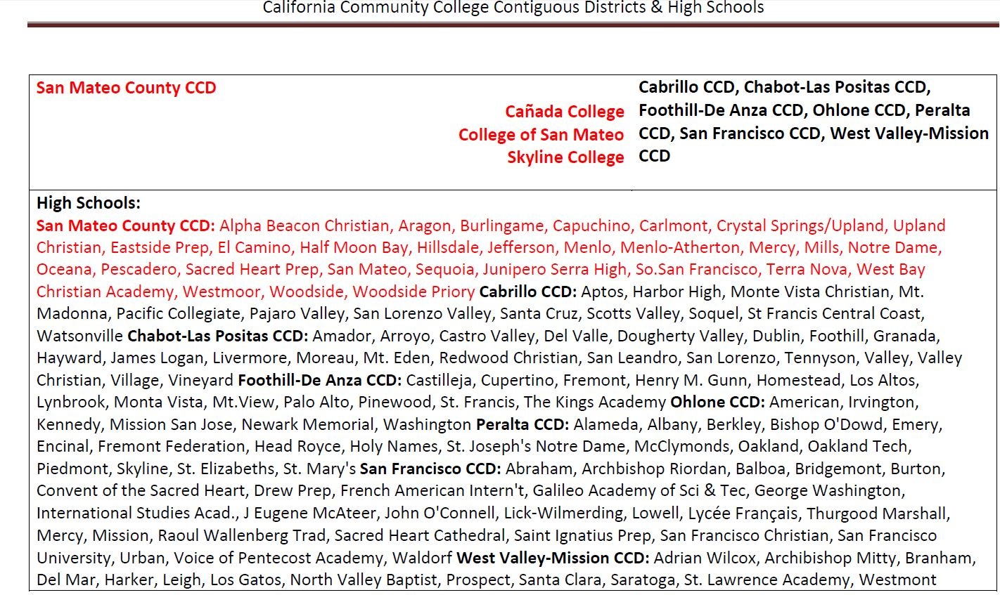 California Community College Contiguous Districts & High Schools
San Mateo County CCD
Cañada College
College of San Mateo
Skyline College
Cabrillo CCD, Chabot-Las Positas CCD,
Foothill-De Anza CCD, Ohlone CCD, Peralta
CCD, San Francisco CCD, West Valley-Mission
CCD
High Schools:
San Mateo County CCD: Alpha Beacon Christian, Aragon, Burlingame, Capuchino, Carlmont, Crystal Springs/Upland, Upland
Christian, Eastside Prep, El Camino, Half Moon Bay, Hillsdale, Jefferson, Menlo, Menlo-Atherton, Mercy, Mills, Notre Dame,
Oceana, Pescadero, Sacred Heart Prep, San Mateo, Sequoia, Junipero Serra High, So.San Francisco, Terra Nova, West Bay
Christian Academy, Westmoor, Woodside, Woodside Priory Cabrillo CCD: Aptos, Harbor High, Monte Vista Christian, Mt.
Madonna, Pacific Collegiate, Pajaro Valley, San Lorenzo Valley, Santa Cruz, Scotts Valley, Soquel, St Francis Central Coast,
Watsonville Chabot-Las Positas CCD: Amador, Arroyo, Castro Valley, Del Valle, Dougherty Valley, Dublin, Foothill, Granada,
Hayward, James Logan, Livermore, Moreau, Mt. Eden, Redwood Christian, San Leandro, San Lorenzo, Tennyson, Valley, Valley
Christian, Village, Vineyard Foothill-De Anza CCD: Castilleja, Cupertino, Fremont, Henry M. Gunn, Homestead, Los Altos,
Lynbrook, Monta Vista, Mt.View, Palo Alto, Pinewood, St. Francis, The Kings Academy Ohlone CCD: American, Irvington,
Kennedy, Mission San Jose, Newark Memorial, Washington Peralta CCD: Alameda, Albany, Berkley, Bishop O'Dowd, Emery,
Encinal, Fremont Federation, Head Royce, Holy Names, St. Joseph's Notre Dame, McClymonds, Oakland, Oakland Tech,
Piedmont, Skyline, St. Elizabeths, St. Mary's San Francisco CCD: Abraham, Archbishop Riordan, Balboa, Bridgemont, Burton,
Convent of the Sacred Heart, Drew Prep, French American Intern't, Galileo Academy of Sci & Tec, George Washington,
International Studies Acad., J Eugene McAteer, John O'Connell, Lick-Wilmerding, Lowell, Lycée Français, Thurgood Marshall,
Mercy, Mission, Raoul Wallenberg Trad, Sacred Heart Cathedral, Saint Ignatius Prep, San Francisco Christian, San Francisco
University, Urban, Voice of Pentecost Academy, Waldorf West Valley-Mission CCD: Adrian Wilcox, Archibishop Mitty, Branham,
Del Mar, Harker, Leigh, Los Gatos, North Valley Baptist, Prospect, Santa Clara, Saratoga, St. Lawrence Academy, Westmont